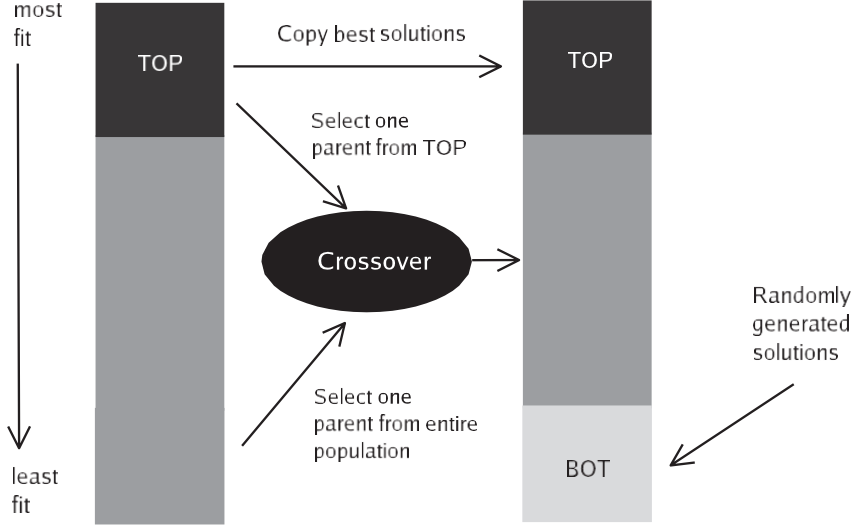 most
fit
TOP
Copy best solutions
TOP
Select one
parent from TOP
Crossover
Randomly
generated
solutions
Select one
parent from entire
population
least
fit
BOT